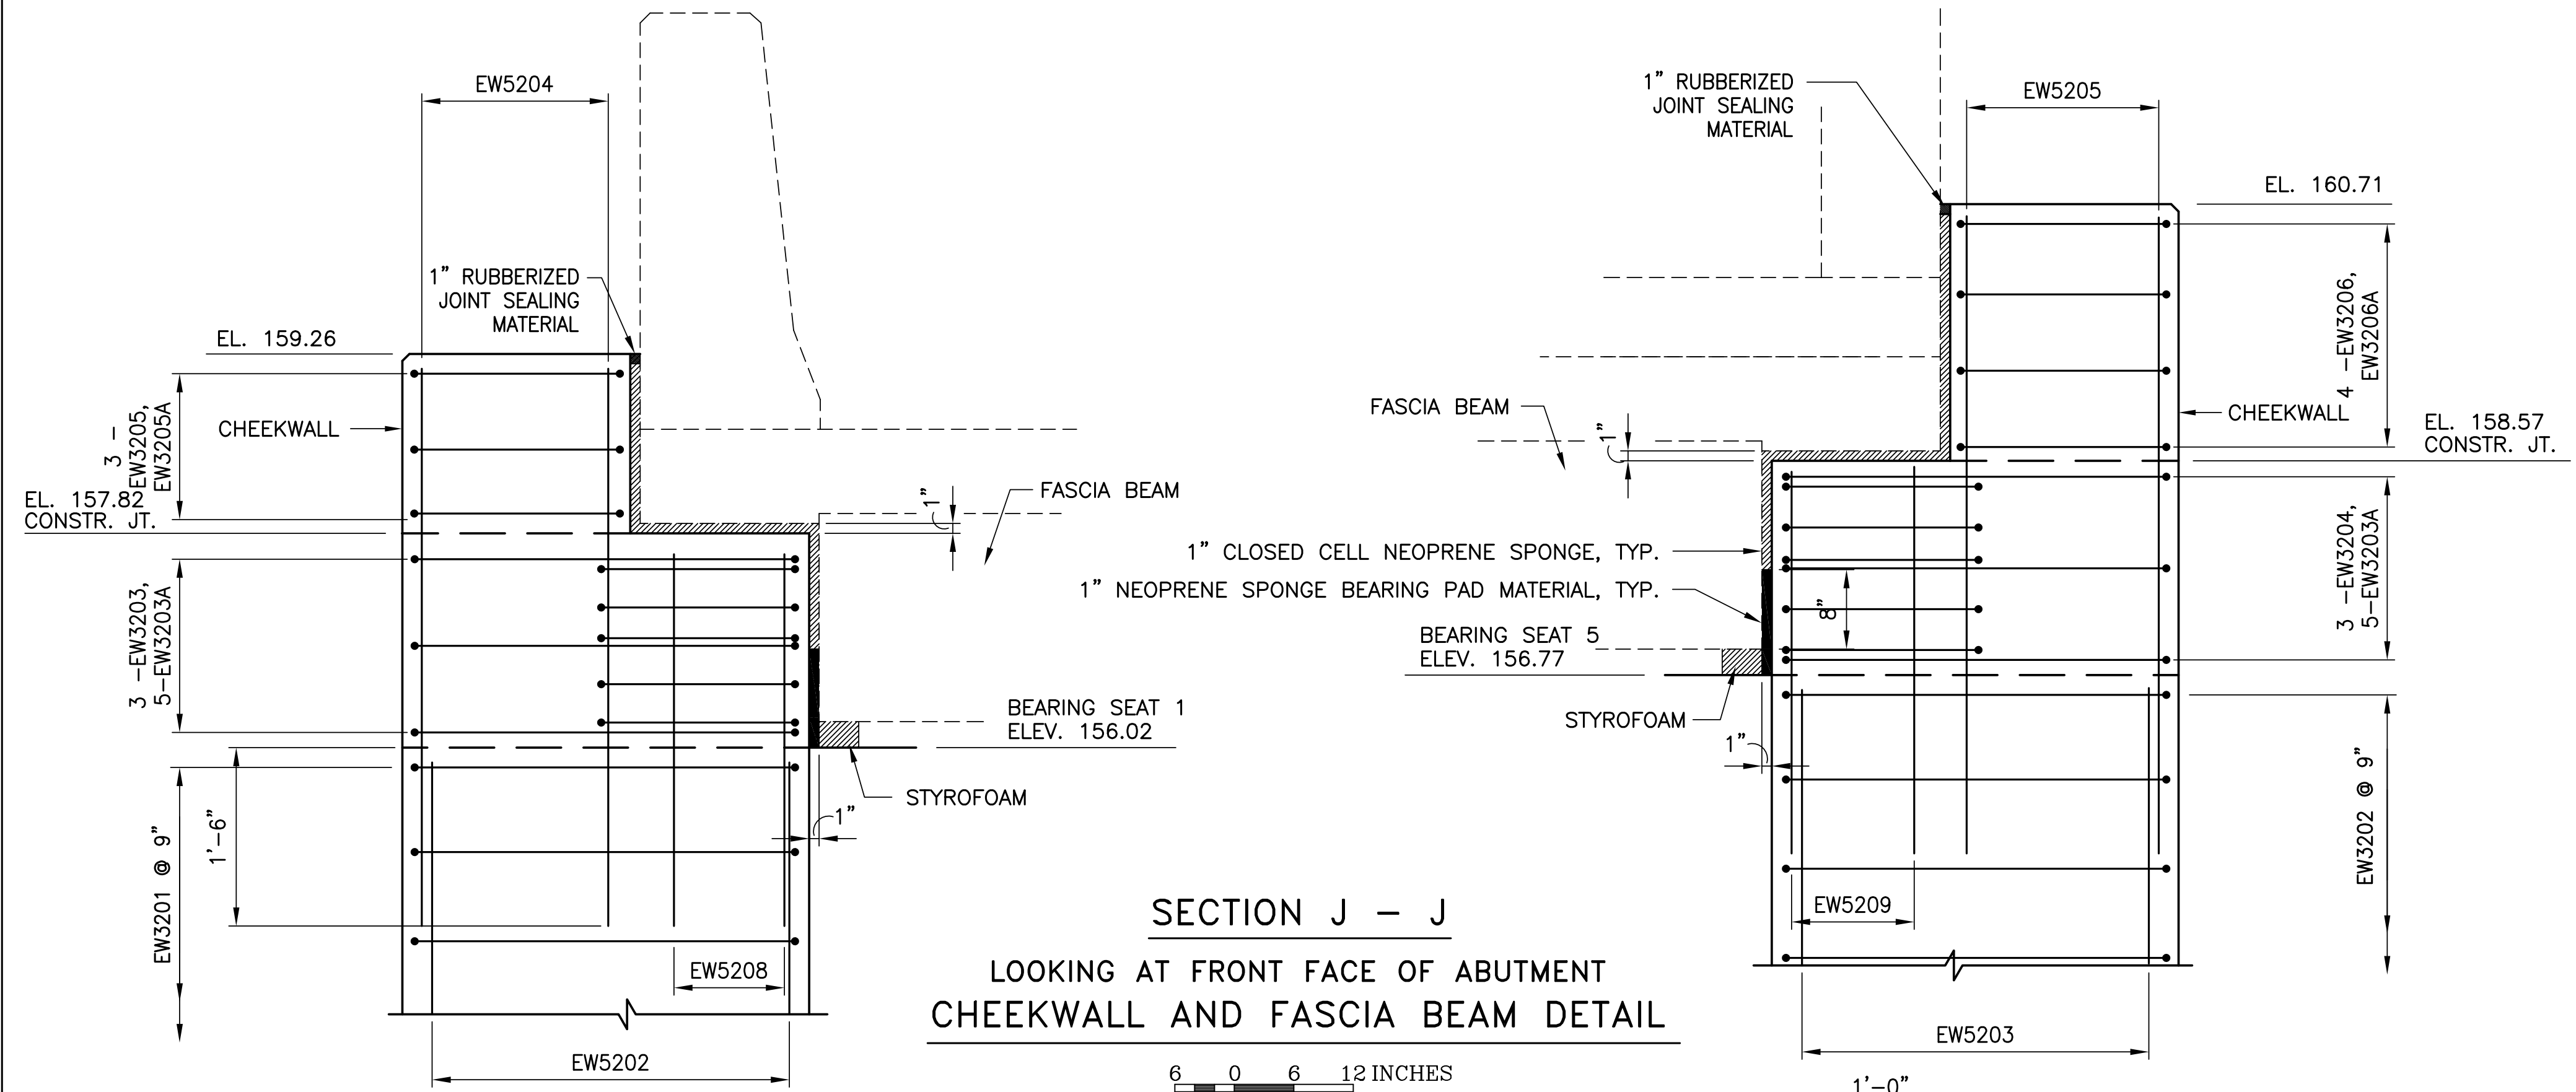 EW5204
1" RUBBERIZED
JOINT SEALING
MATERIAL
EL. 159.26
3 -
EW3205,
EW3205A
CHEEKWALL
EL. 157.82
CONSTR. JT.
1"
FASCIA BEAM
3 -EW3203,
5-EW3203A
BEARING SEAT 1
ELEV. 156.02
STYROFOAM
1"
1'-6"
EW3201 @ 9"
EW5208
EW5202
1" RUBBERIZED
JOINT SEALING
MATERIAL
EW5205
EL. 160.71
4 -EW3206,
EW3206A
FASCIA BEAM
1"
CHEEKWALL
EL. 158.57
CONSTR. JT.
1" CLOSED CELL NEOPRENE SPONGE, TYP.
1" NEOPRENE SPONGE BEARING PAD MATERIAL, TYP.
8"
3 -EW3204,
5-EW3203A
BEARING SEAT 5
ELEV. 156.77
STYROFOAM
1"
EW3202 @ 9"
EW5209
EW5203
1'-0"
SECTION J - J
LOOKING AT FRONT FACE OF ABUTMENT
CHEEKWALL AND FASCIA BEAM DETAIL
6 0 6 12 INCHES